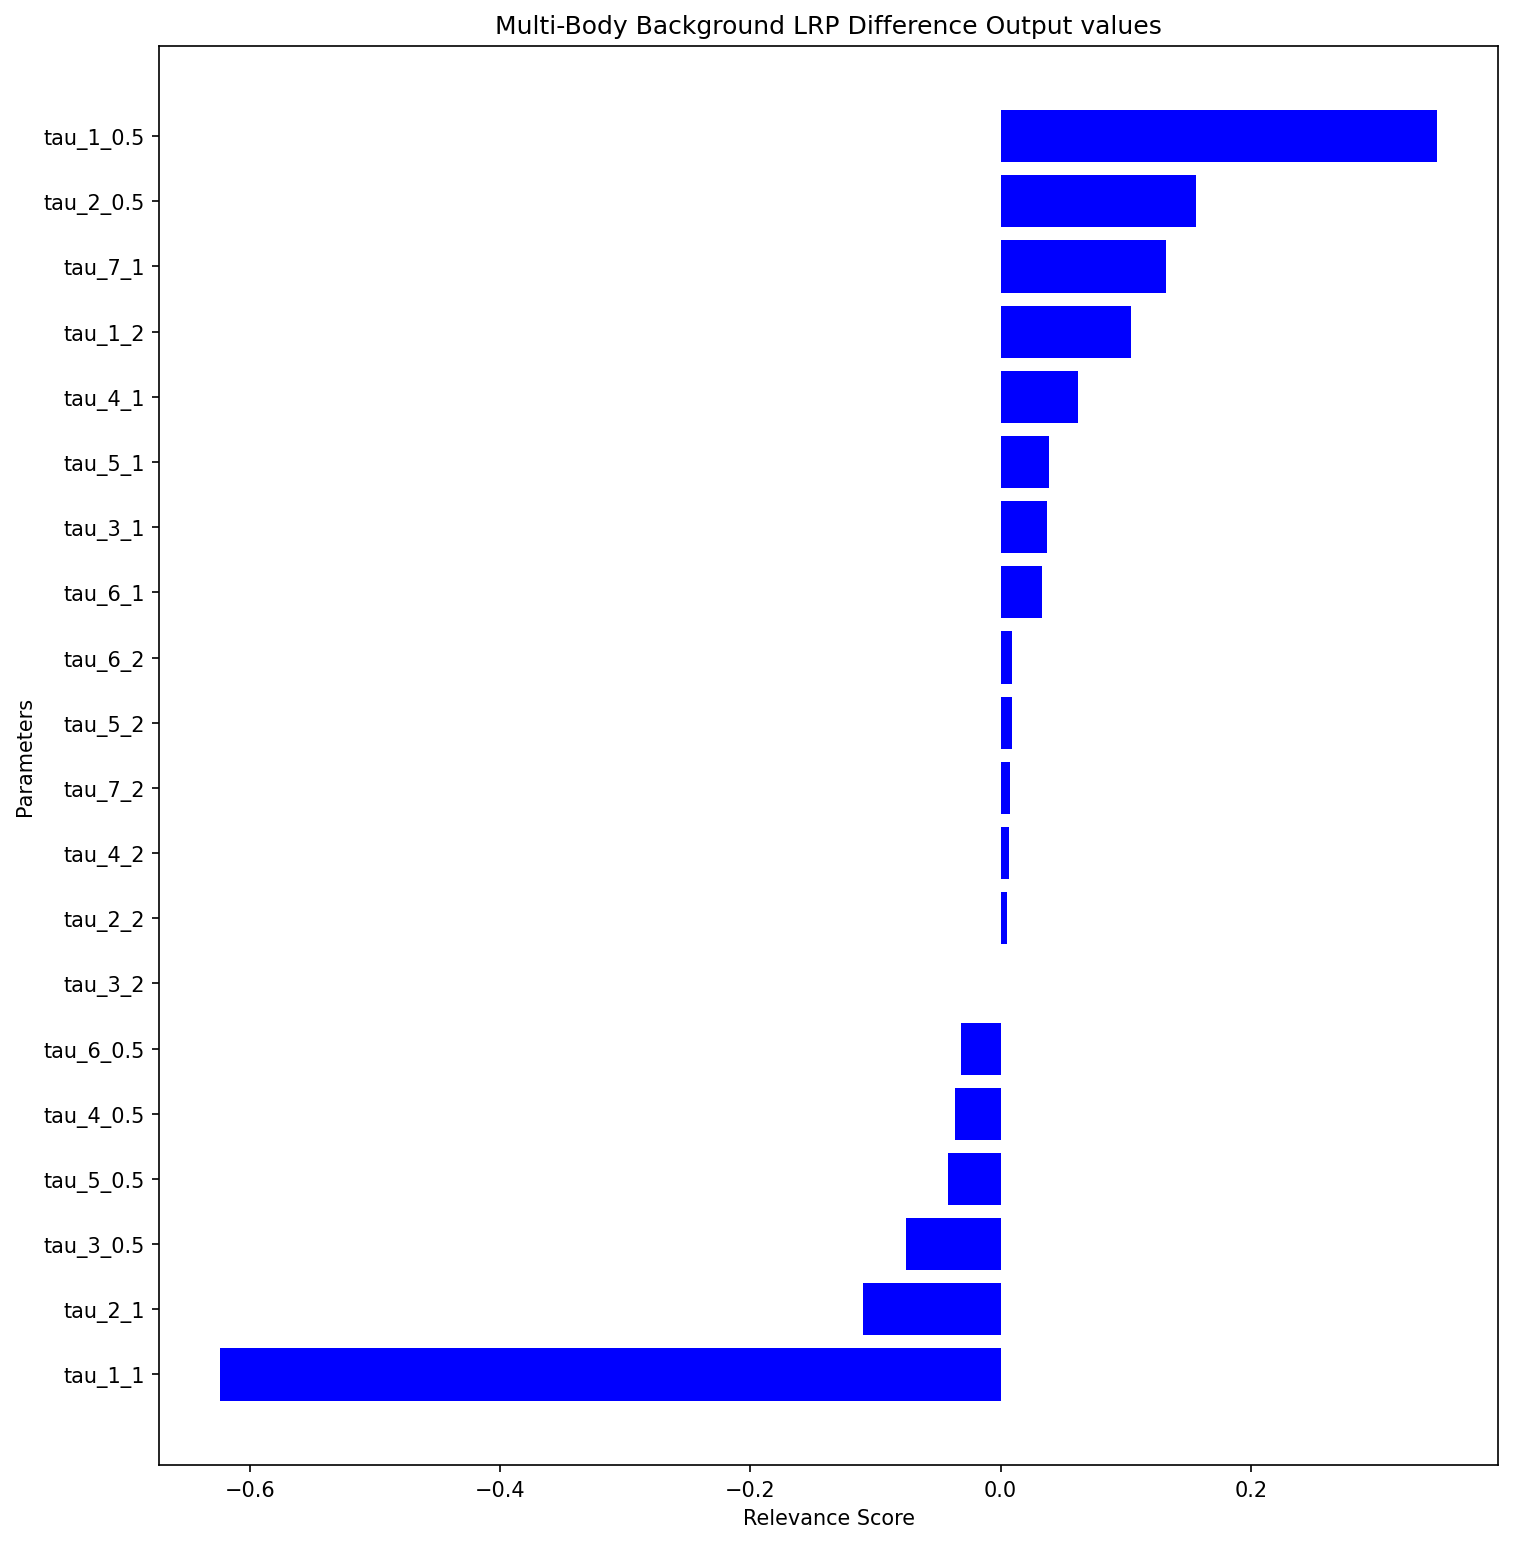 Multi-Body Background LRP Difference Output values
tau_1_0.5
tau_2_0.5
tau_7_1
tau_1_2
tau_4_1
tau_5_1
tau_3_1
tau_6_1
tau_6_2
tau_5_2
tau_7_2
tau_4_2
tau_2_2
tau_3_2
tau_6_0.5
tau_4_0.5
tau_5_0.5
tau_3_0.5
tau_2_1
tau_1_1
Parameters
−0.6 −0.4 −0.2 0.0 0.2
Relevance Score